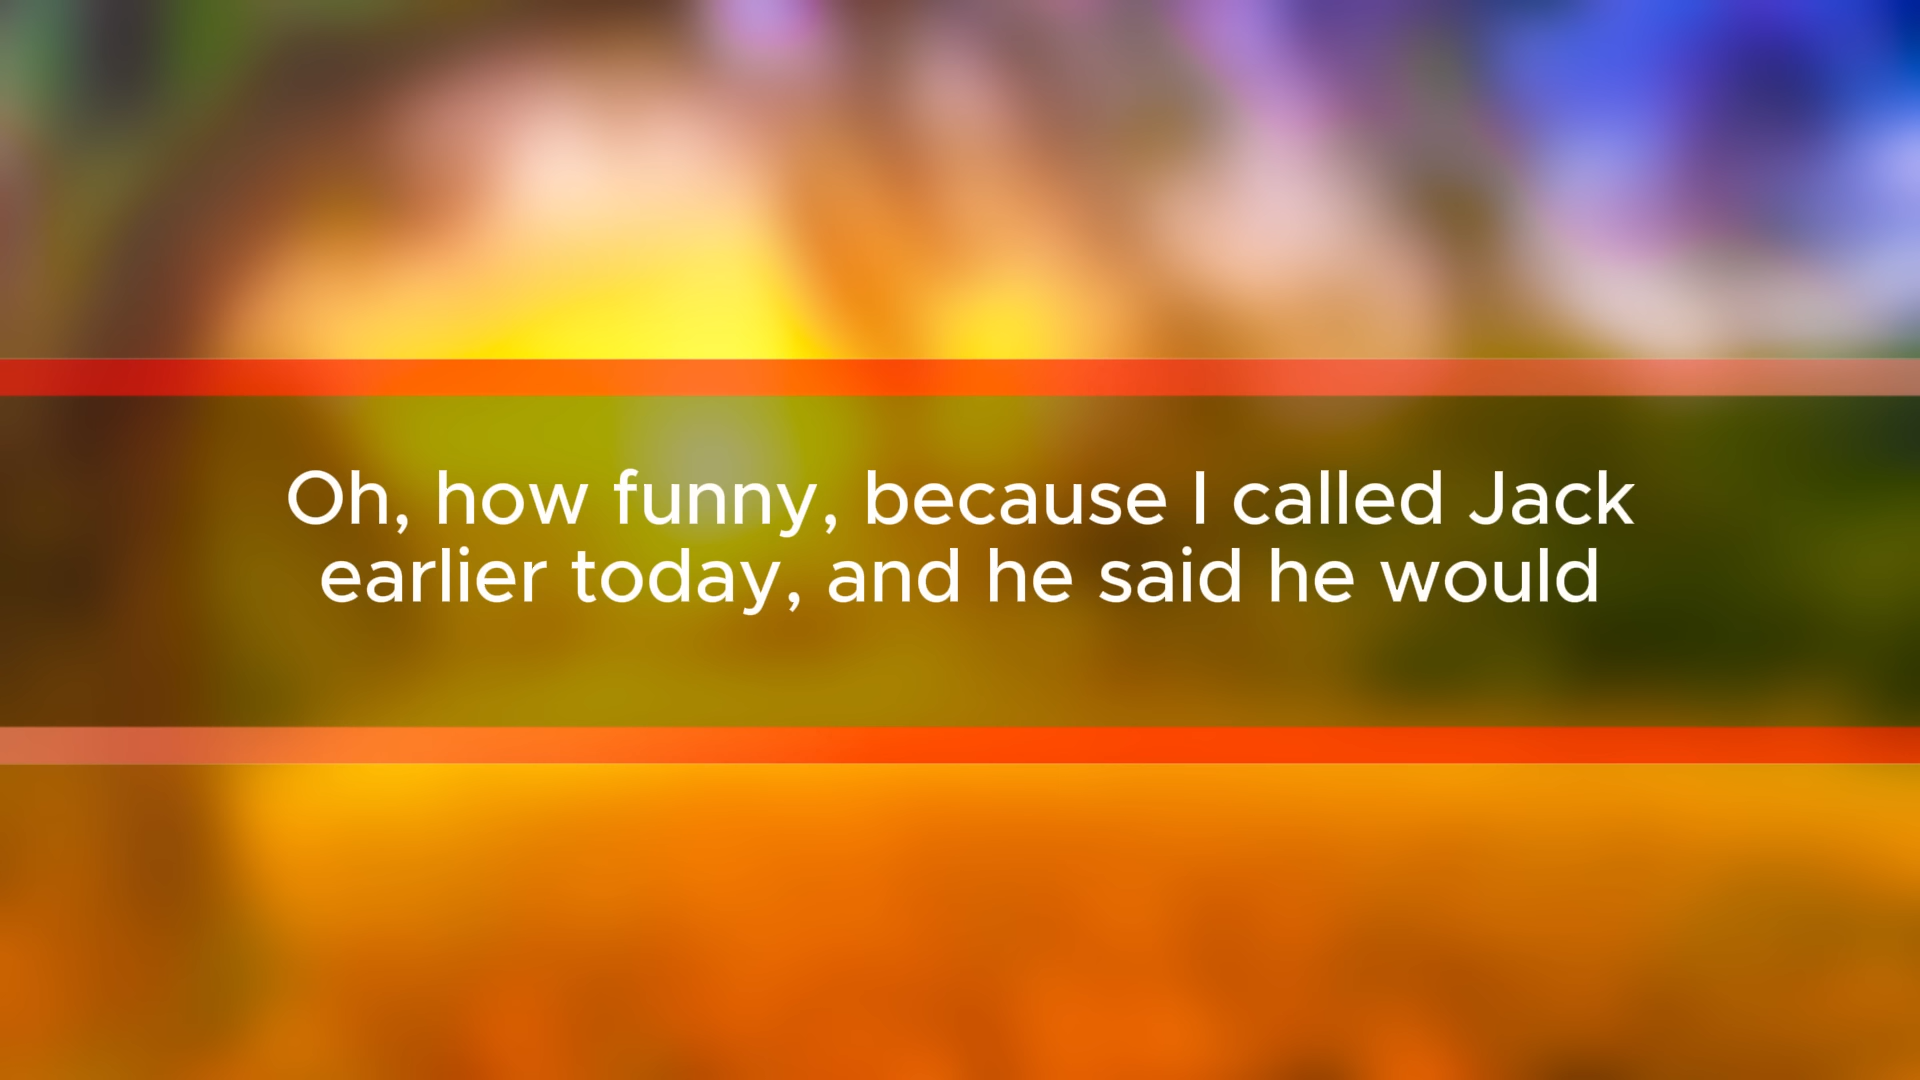 Oh, how funny, because I called Jack
earlier today, and he said he would